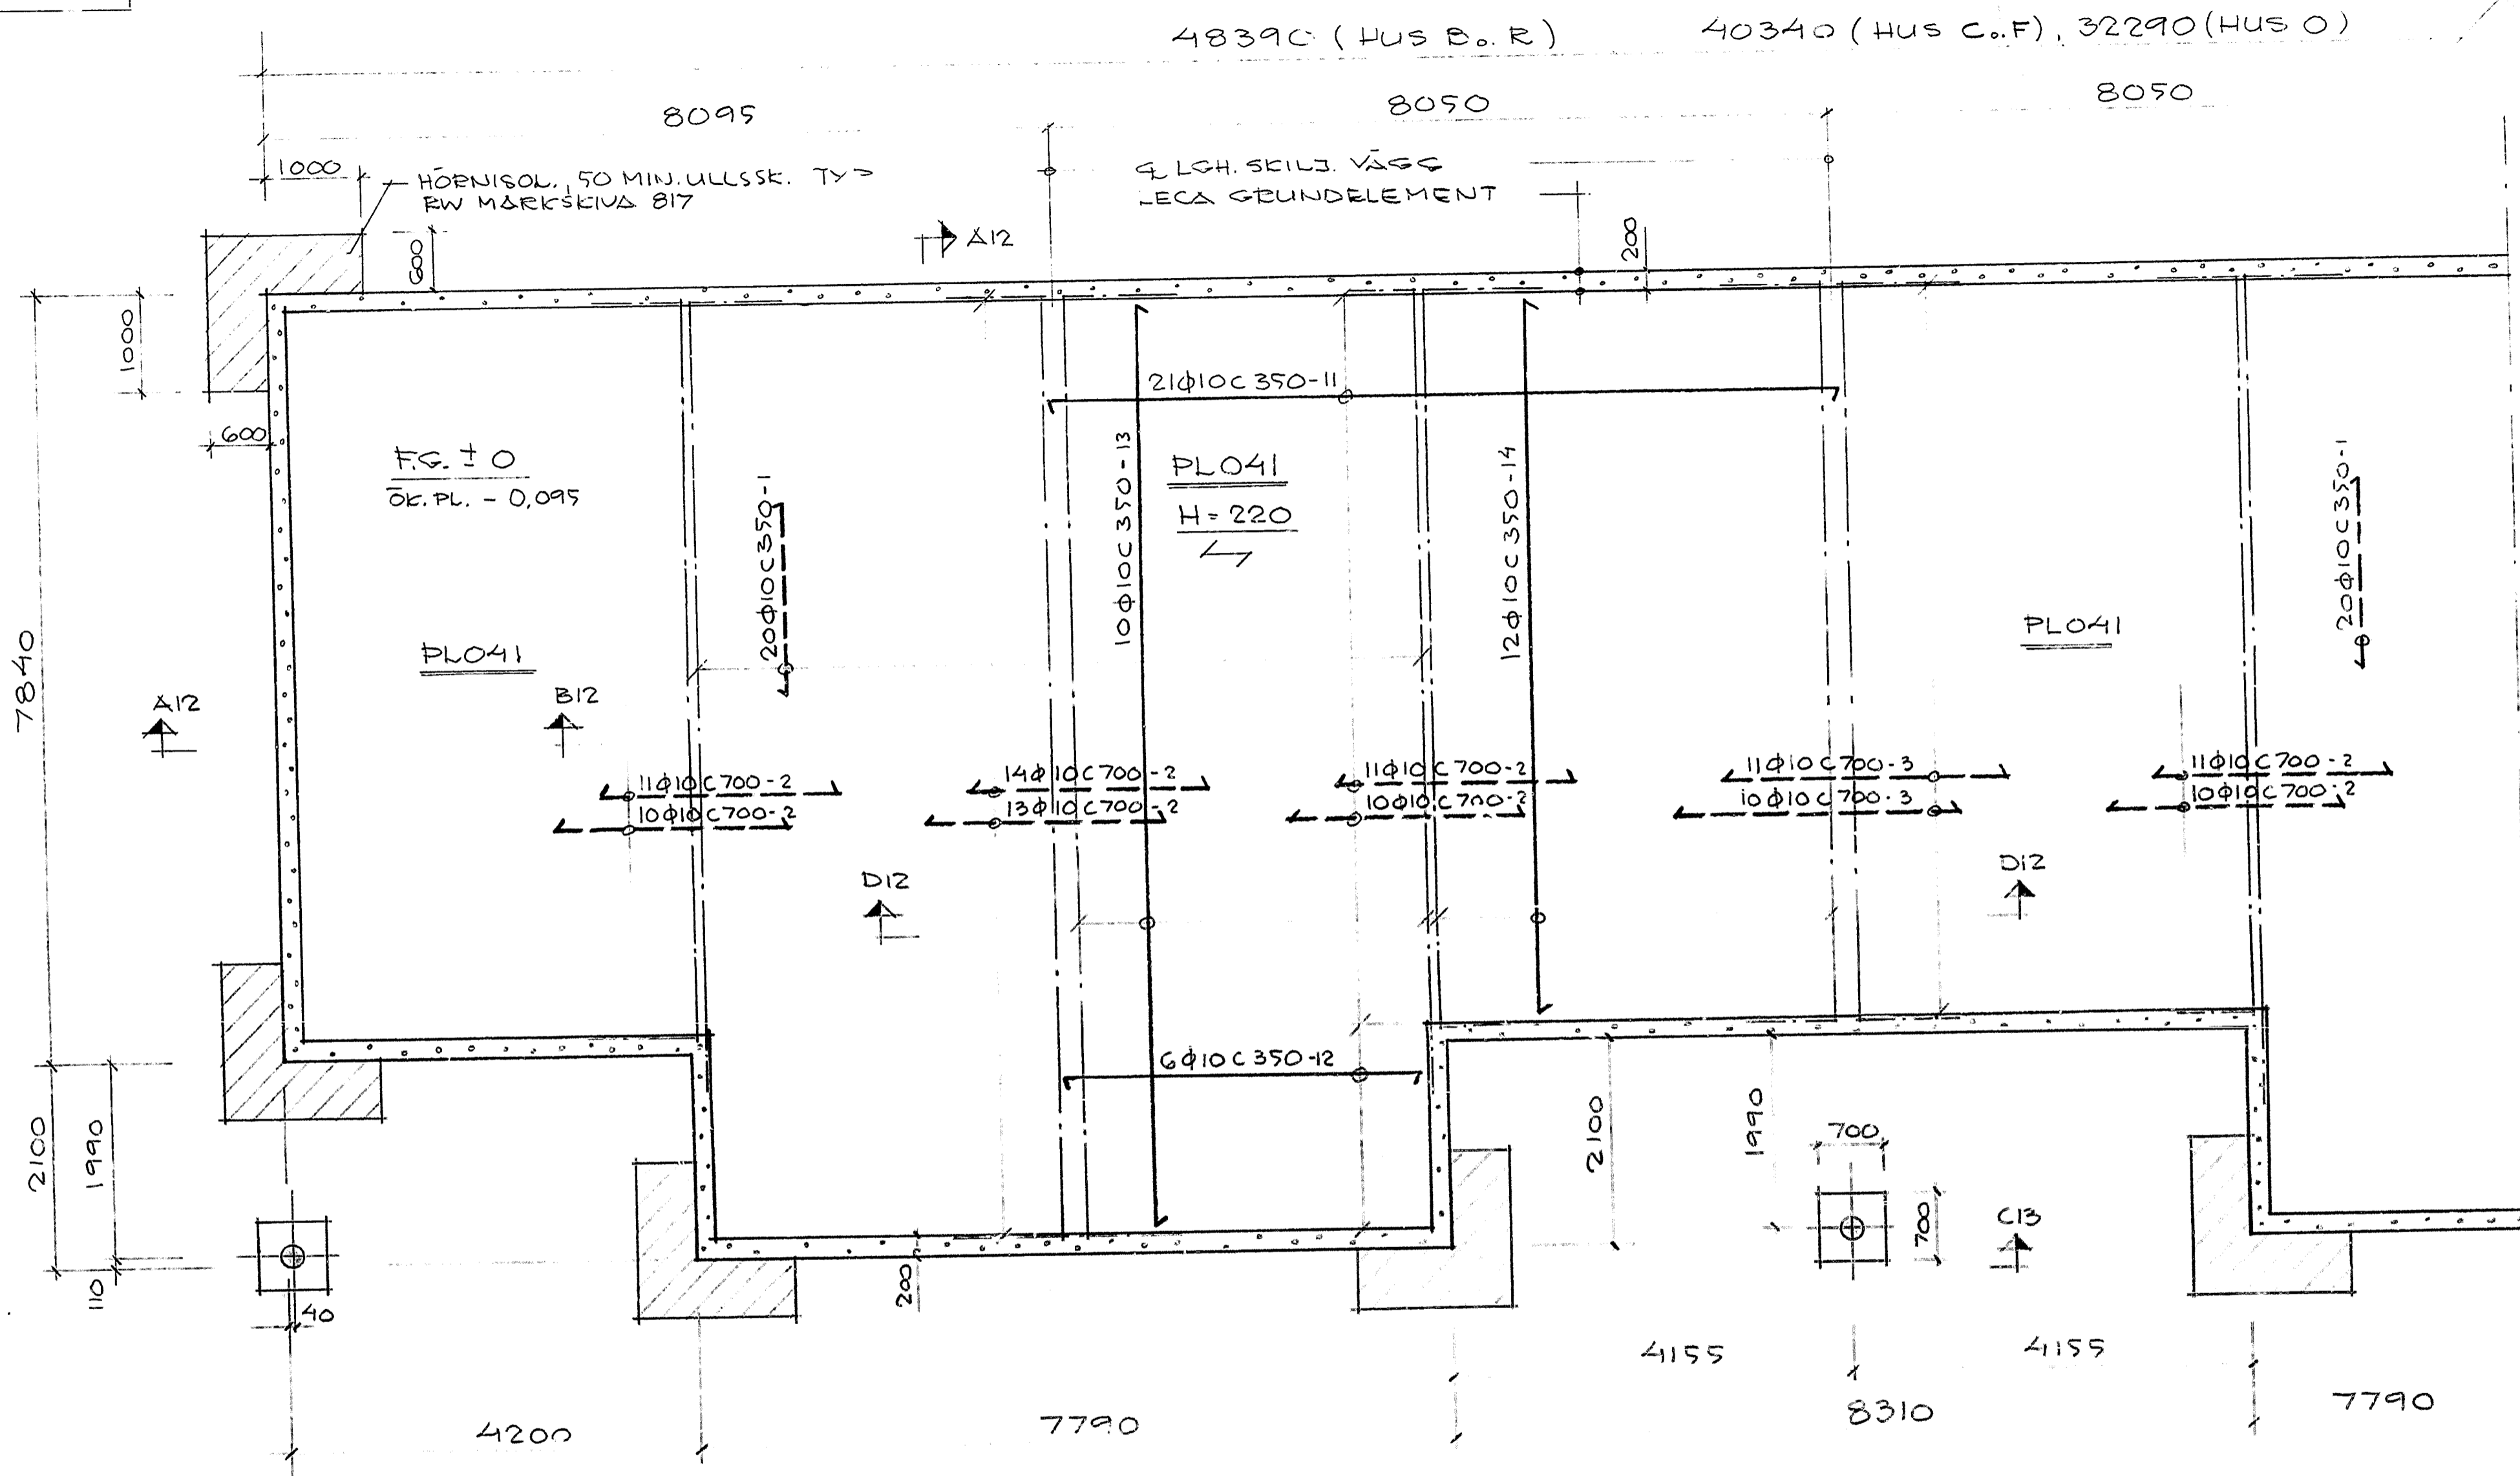 48390 (HUS B o. R)
40340 (HUS C o. F), 32290 (HUS O)
8095
8050
8050
1000
HÖRNISOL., 50 MIN.ULLSSK. TYP
RW MARKSKIVA 817
℄ LGH. SKILJ. VÄGG
LECA GRUNDELEMENT
A12
600
200
1000
600
21ϕ10C350-11
F.G. ± 0
ÖK.PL. - 0,095
20ϕ10C350-1
10ϕ10C350-13
PLO41
H = 220
12ϕ10C350-14
20ϕ10C350-1
7840
PLO41
PLO41
A12
B12
11ϕ10C700-2
10ϕ10C700-2
14ϕ10C700-2
13ϕ10C700-2
11ϕ10C700-2
10ϕ10C700-2
11ϕ10C700-3
10ϕ10C700-3
11ϕ10C700-2
10ϕ10C700-2
D12
D12
6ϕ10C350-12
2100
1990
110
40
200
2100
1990
700
700
C13
4155
4155
4200
7790
8310
7790